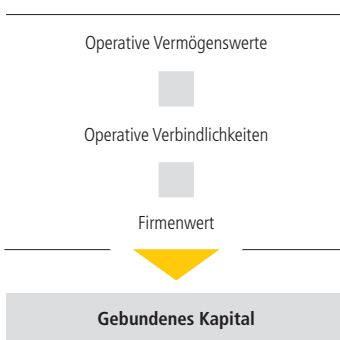 Operative Vermögenswerte
Operative Verbindlichkeiten
Firmenwert
Gebundenes Kapital